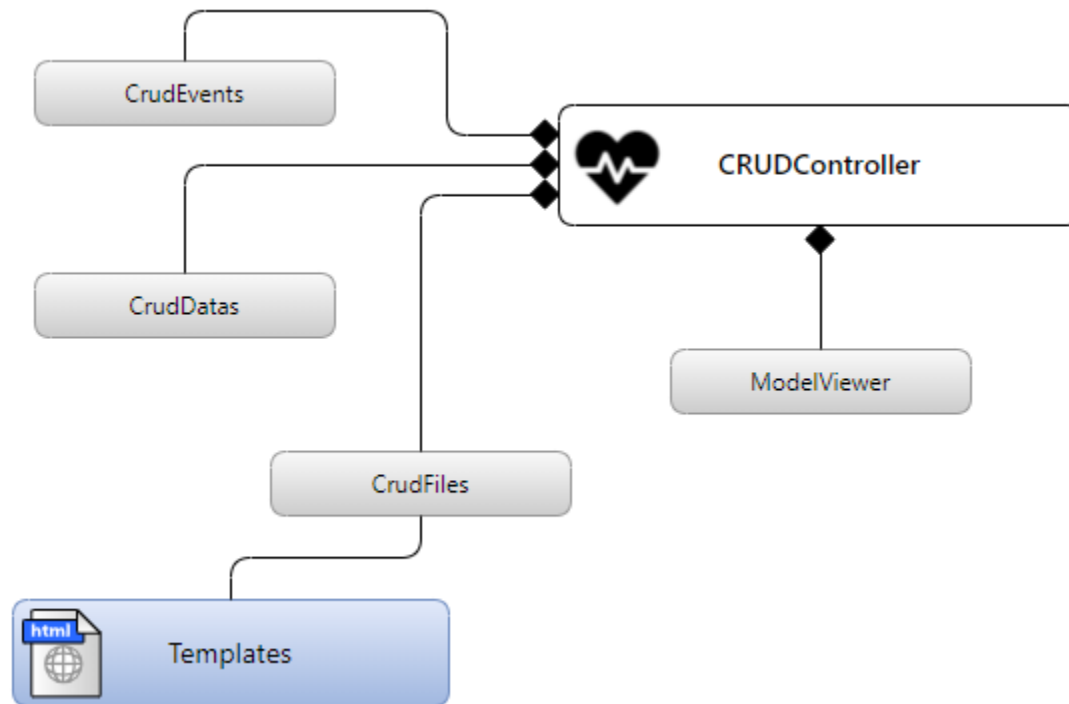 CrudEvents
CRUDController
CrudDatas
ModelViewer
CrudFiles
html
Templates